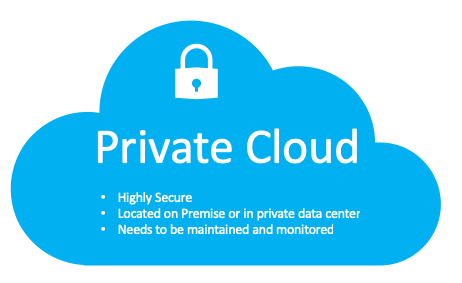 Private Cloud
• Highly Secure
• Located on Premise or in private data center
• Needs to be maintained and monitored